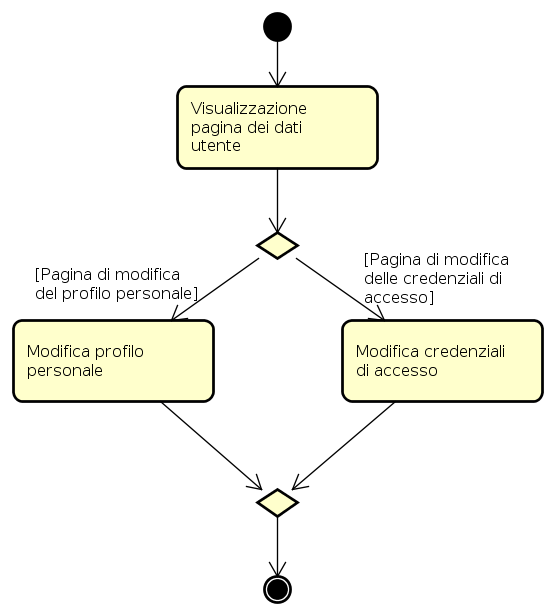 Visualizzazione
pagina dei dati
utente
[Pagina di modifica
del profilo personale]
[Pagina di modifica
delle credenziali di
accesso]
Modifica profilo
personale
Modifica credenziali
di accesso